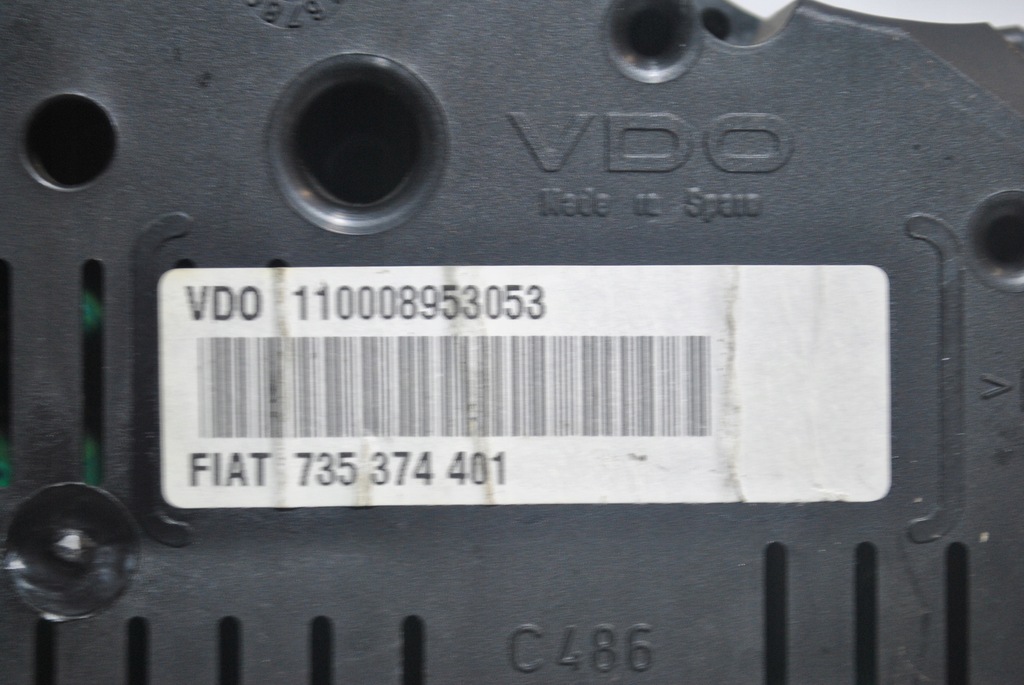 VDO
Made in Spain
VDO 110008953053
FIAT 735 374 401
C486